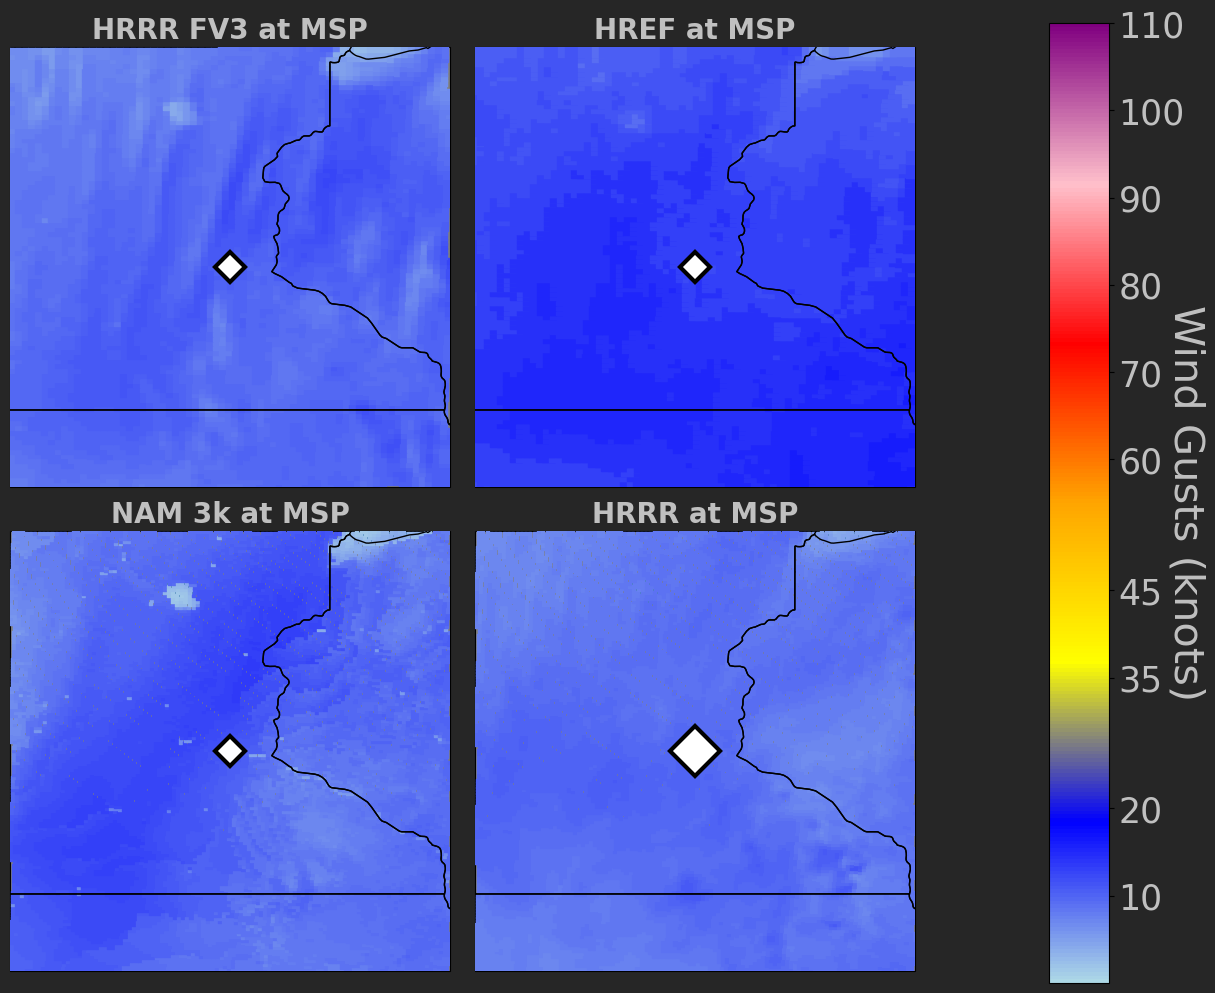 HRRR FV3 at MSP
HREF at MSP
NAM 3k at MSP
HRRR at MSP
110
100
90
80
70
60
45
35
20
10
Wind Gusts (knots)